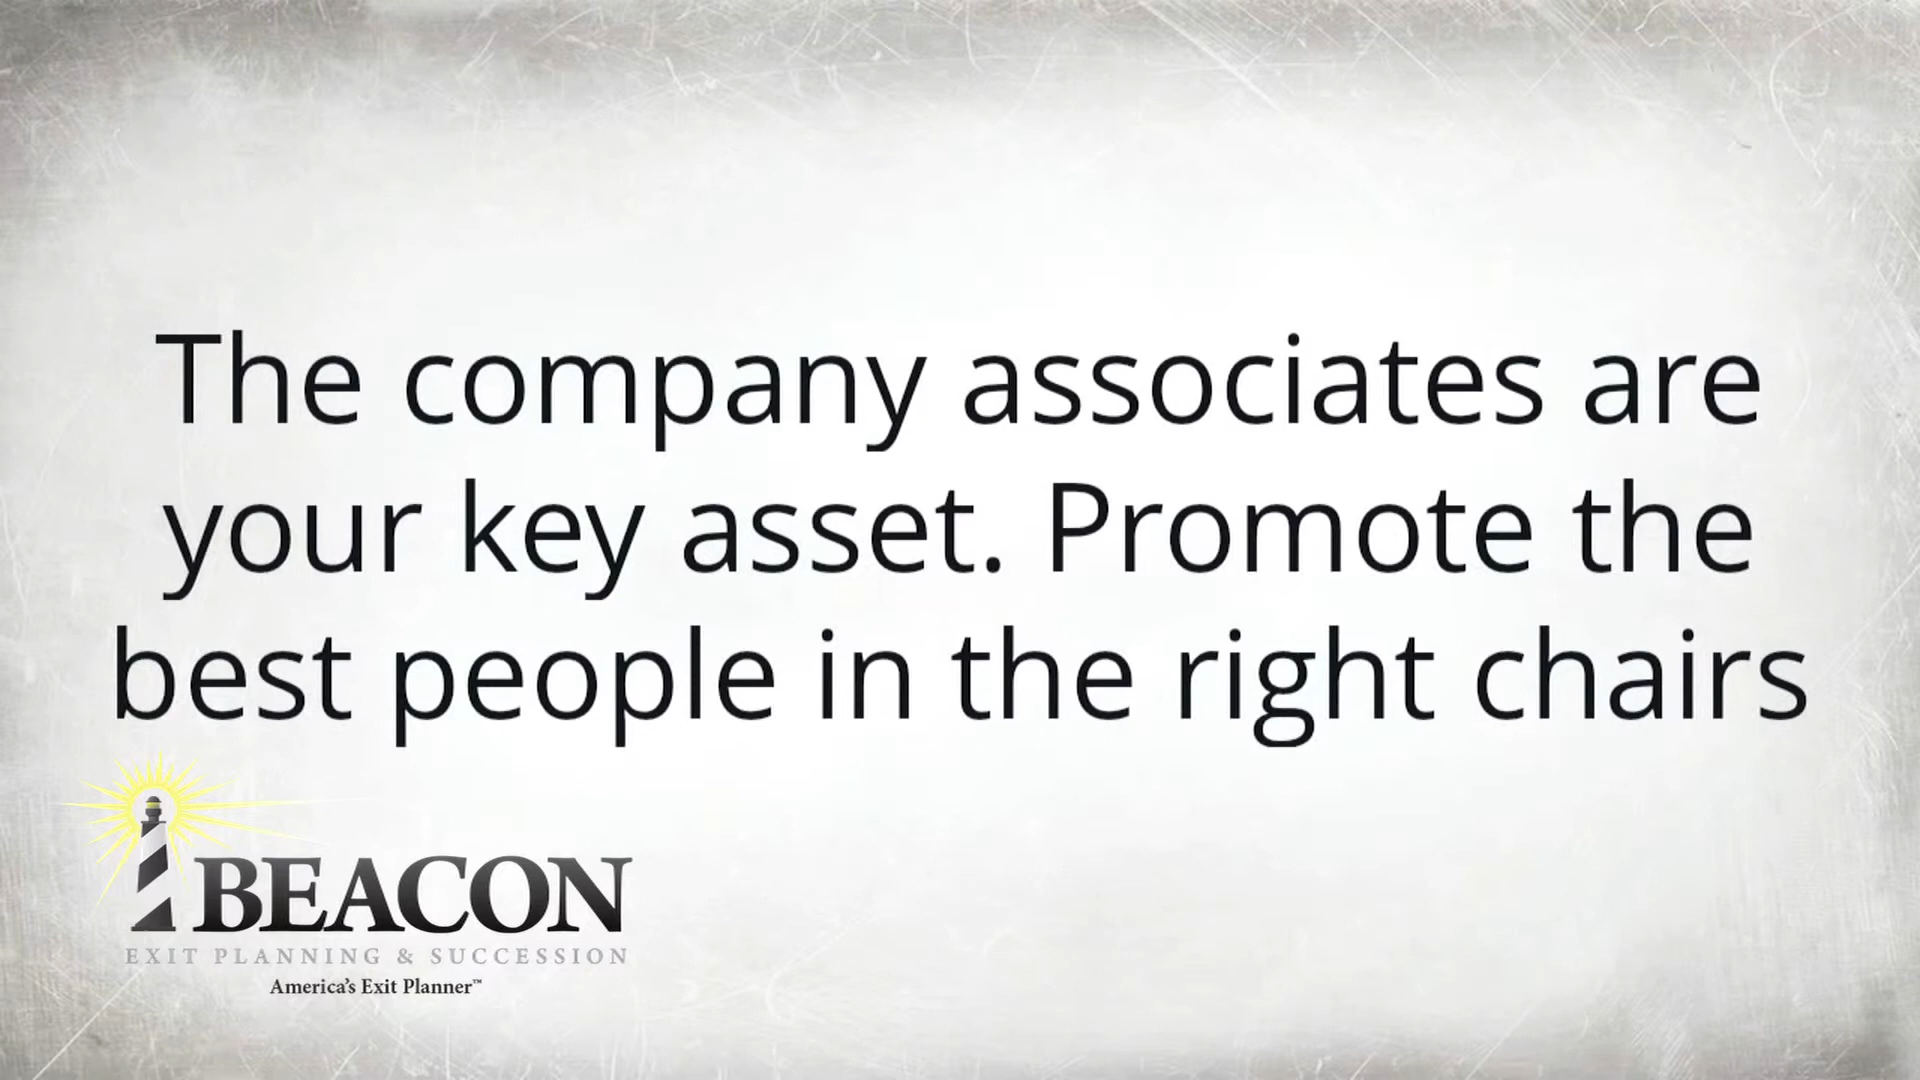 The company associates are
your key asset. Promote the
best people in the right chairs
BEACON
EXIT PLANNING & SUCCESSION
America's Exit Planner™